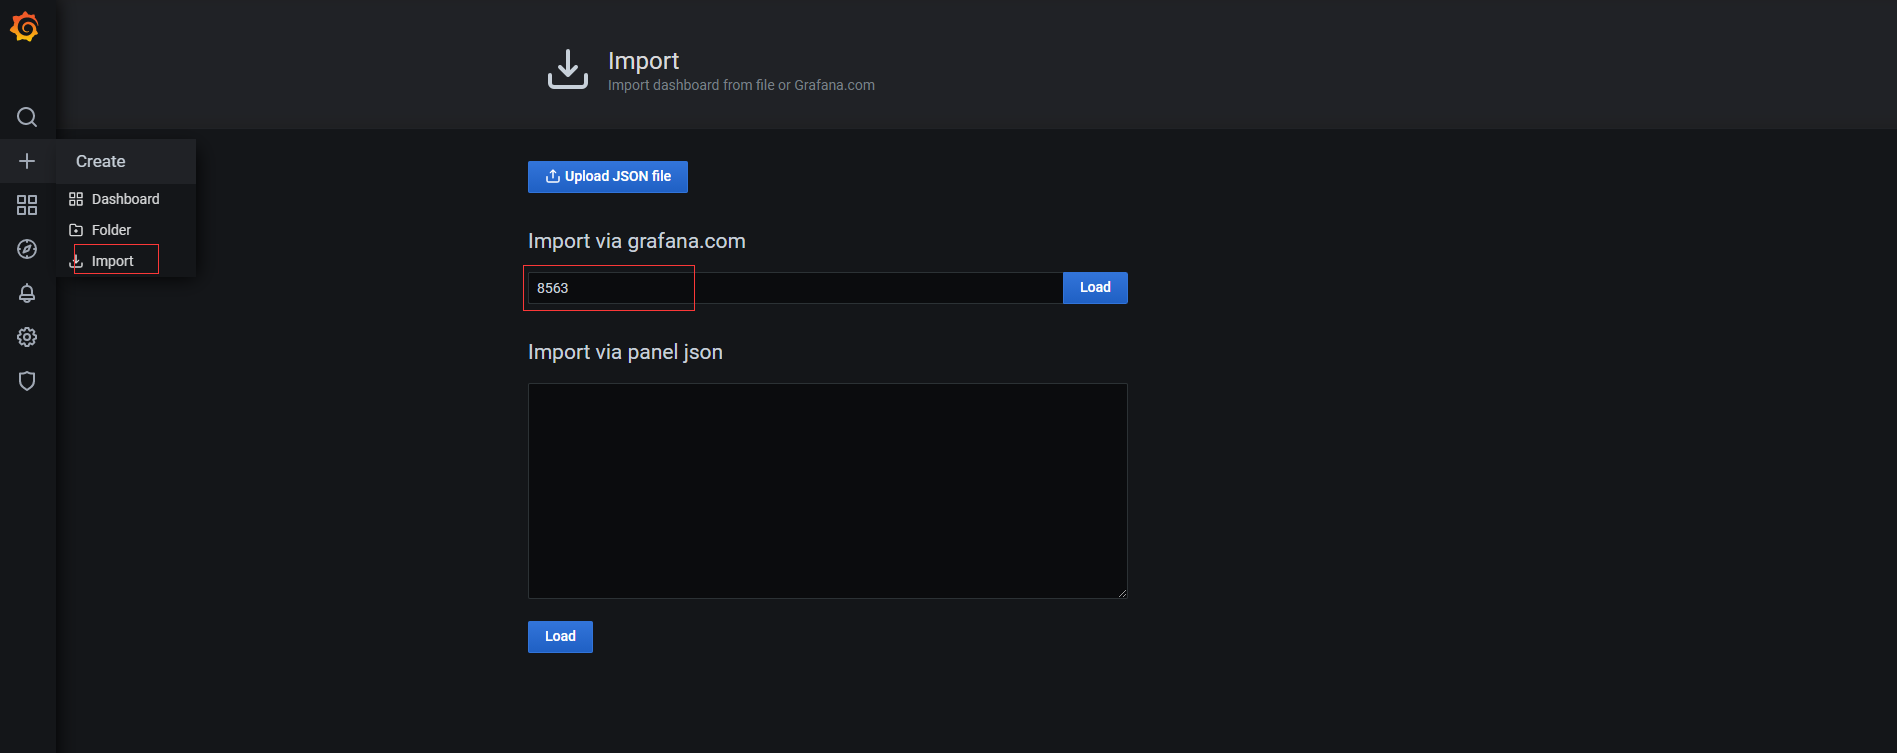 Import
Import dashboard from file or Grafana.com
Create
Dashboard
Folder
Import
Upload JSON file
Import via grafana.com
8563
Load
Import via panel json
Load